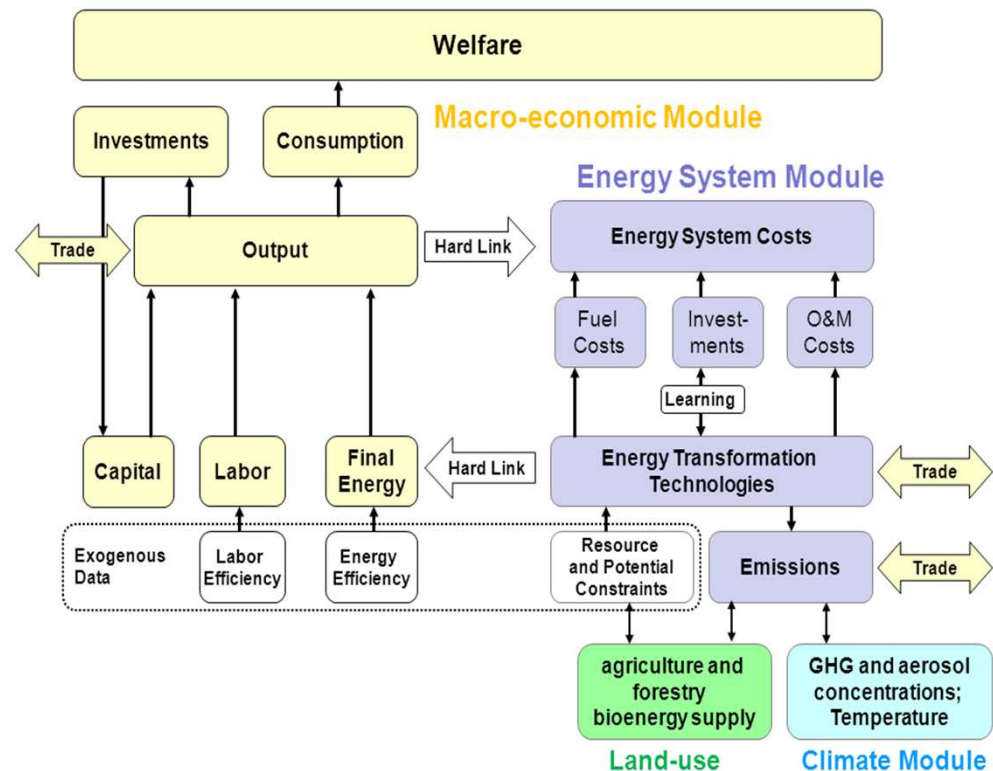 Welfare
Macro-economic Module
Investments
Consumption
Energy System Module
Trade
Output
Hard Link
Energy System Costs
Fuel
Costs
Invest-
ments
O&M
Costs
Learning
Capital
Labor
Final
Energy
Hard Link
Energy Transformation
Technologies
Trade
Exogenous
Data
Labor
Efficiency
Energy
Efficiency
Resource
and Potential
Constraints
Emissions
Trade
agriculture and
forestry
bioenergy supply
GHG and aerosol
concentrations;
Temperature
Land-use
Climate Module